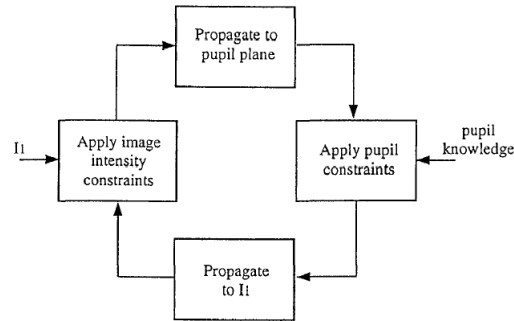 Propagate to
pupil plane
I1
Apply image
intensity
constraints
Apply pupil
constraints
pupil
knowledge
Propagate
to I1